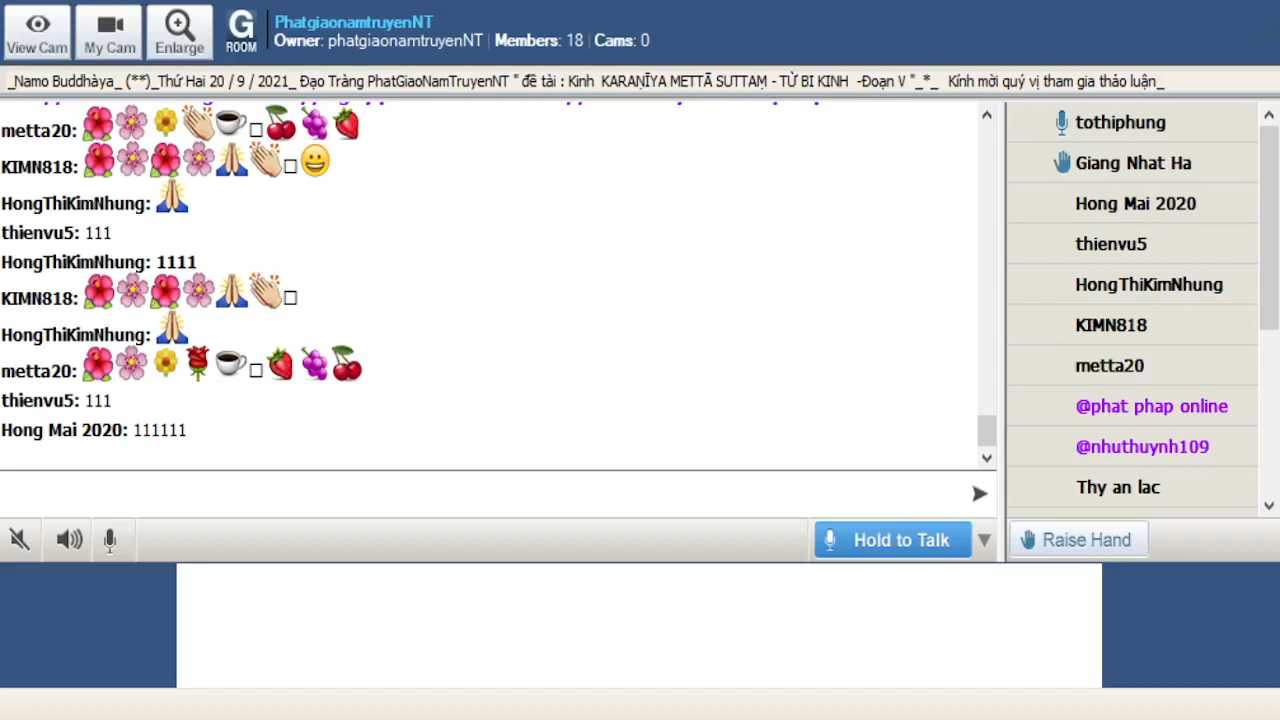 PhatgiaonamtruyenNT
View Cam
My Cam
Enlarge
G
ROOM
Owner: phatgiaonamtruyenNT | Members: 18 | Cams: 0
_Namo Buddhàya_ (**)_Thứ Hai 20 / 9 / 2021_ Đạo Tràng PhatGiaoNamTruyenNT " đề tài : Kinh KARAṆĪYA METTĀ SUTTAṂ - TỪ BI KINH -Đoạn V "_*_ Kính mời quý vị tham gia thảo luận_
metta20: 🌺🌸🌼👏☕□🍒🍇🍓
KIMN818: 🌺🌸🌺🌸🙏👏□😀
HongThiKimNhung: 🙏
thienvu5: 111
HongThiKimNhung: 1111
KIMN818: 🌺🌸🌺🌸🙏👏□
HongThiKimNhung: 🙏
metta20: 🌺🌸🌼🌹☕□🍓🍇🍒
thienvu5: 111
Hong Mai 2020: 111111
tothiphung
Giang Nhat Ha
Hong Mai 2020
thienvu5
HongThiKimNhung
KIMN818
metta20
@phat phap online
@nhuthuynh109
Thy an lac
Hold to Talk
Raise Hand